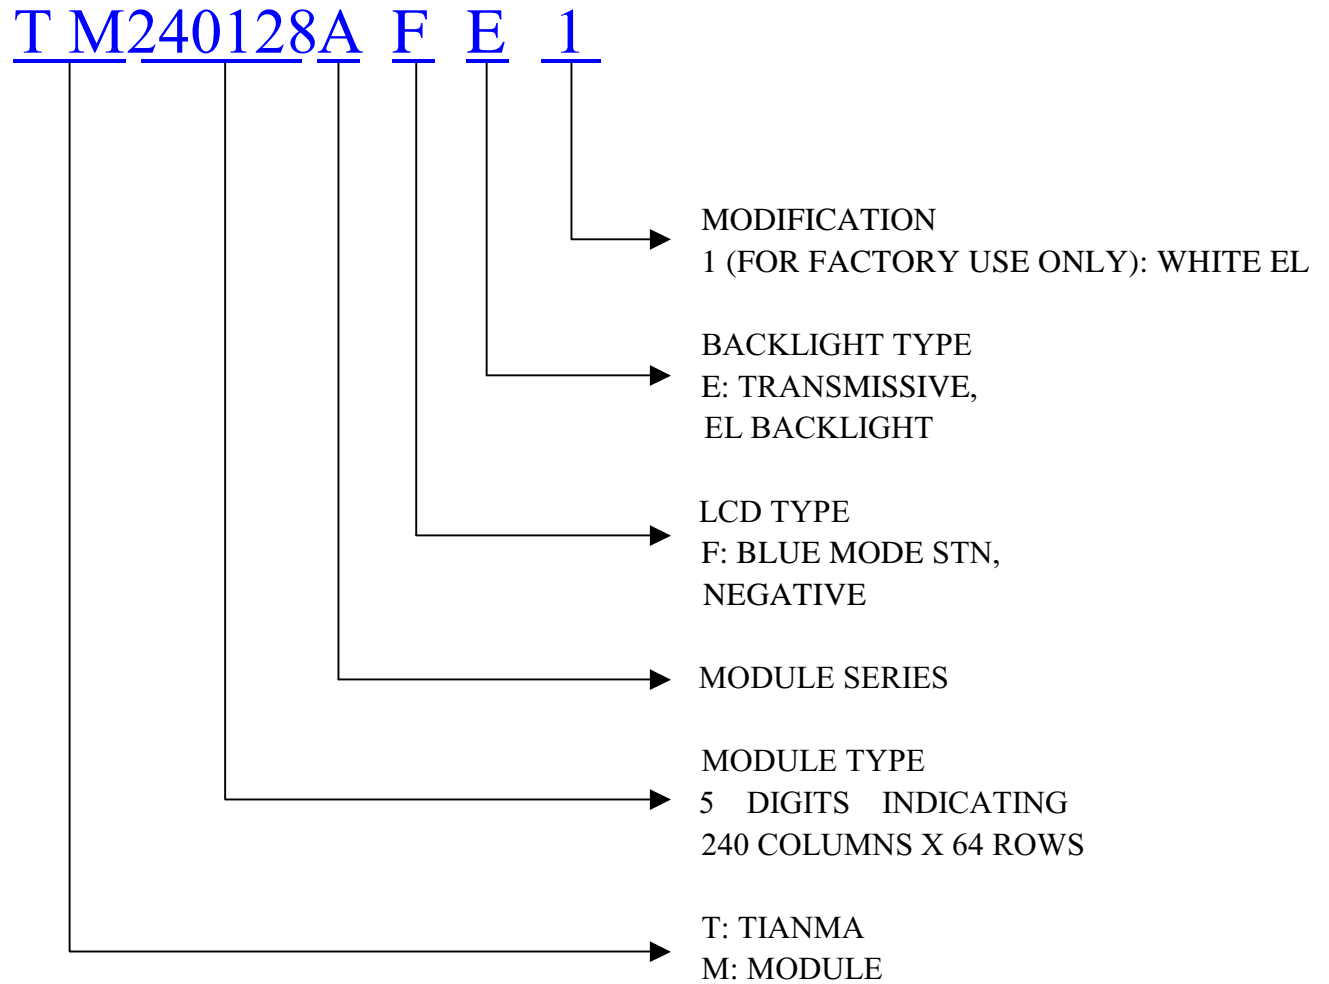 T M240128A F E 1
MODIFICATION
1 (FOR FACTORY USE ONLY): WHITE EL
BACKLIGHT TYPE
E: TRANSMISSIVE,
EL BACKLIGHT
LCD TYPE
F: BLUE MODE STN,
NEGATIVE
MODULE SERIES
MODULE TYPE
5 DIGITS INDICATING
240 COLUMNS X 64 ROWS
T: TIANMA
M: MODULE